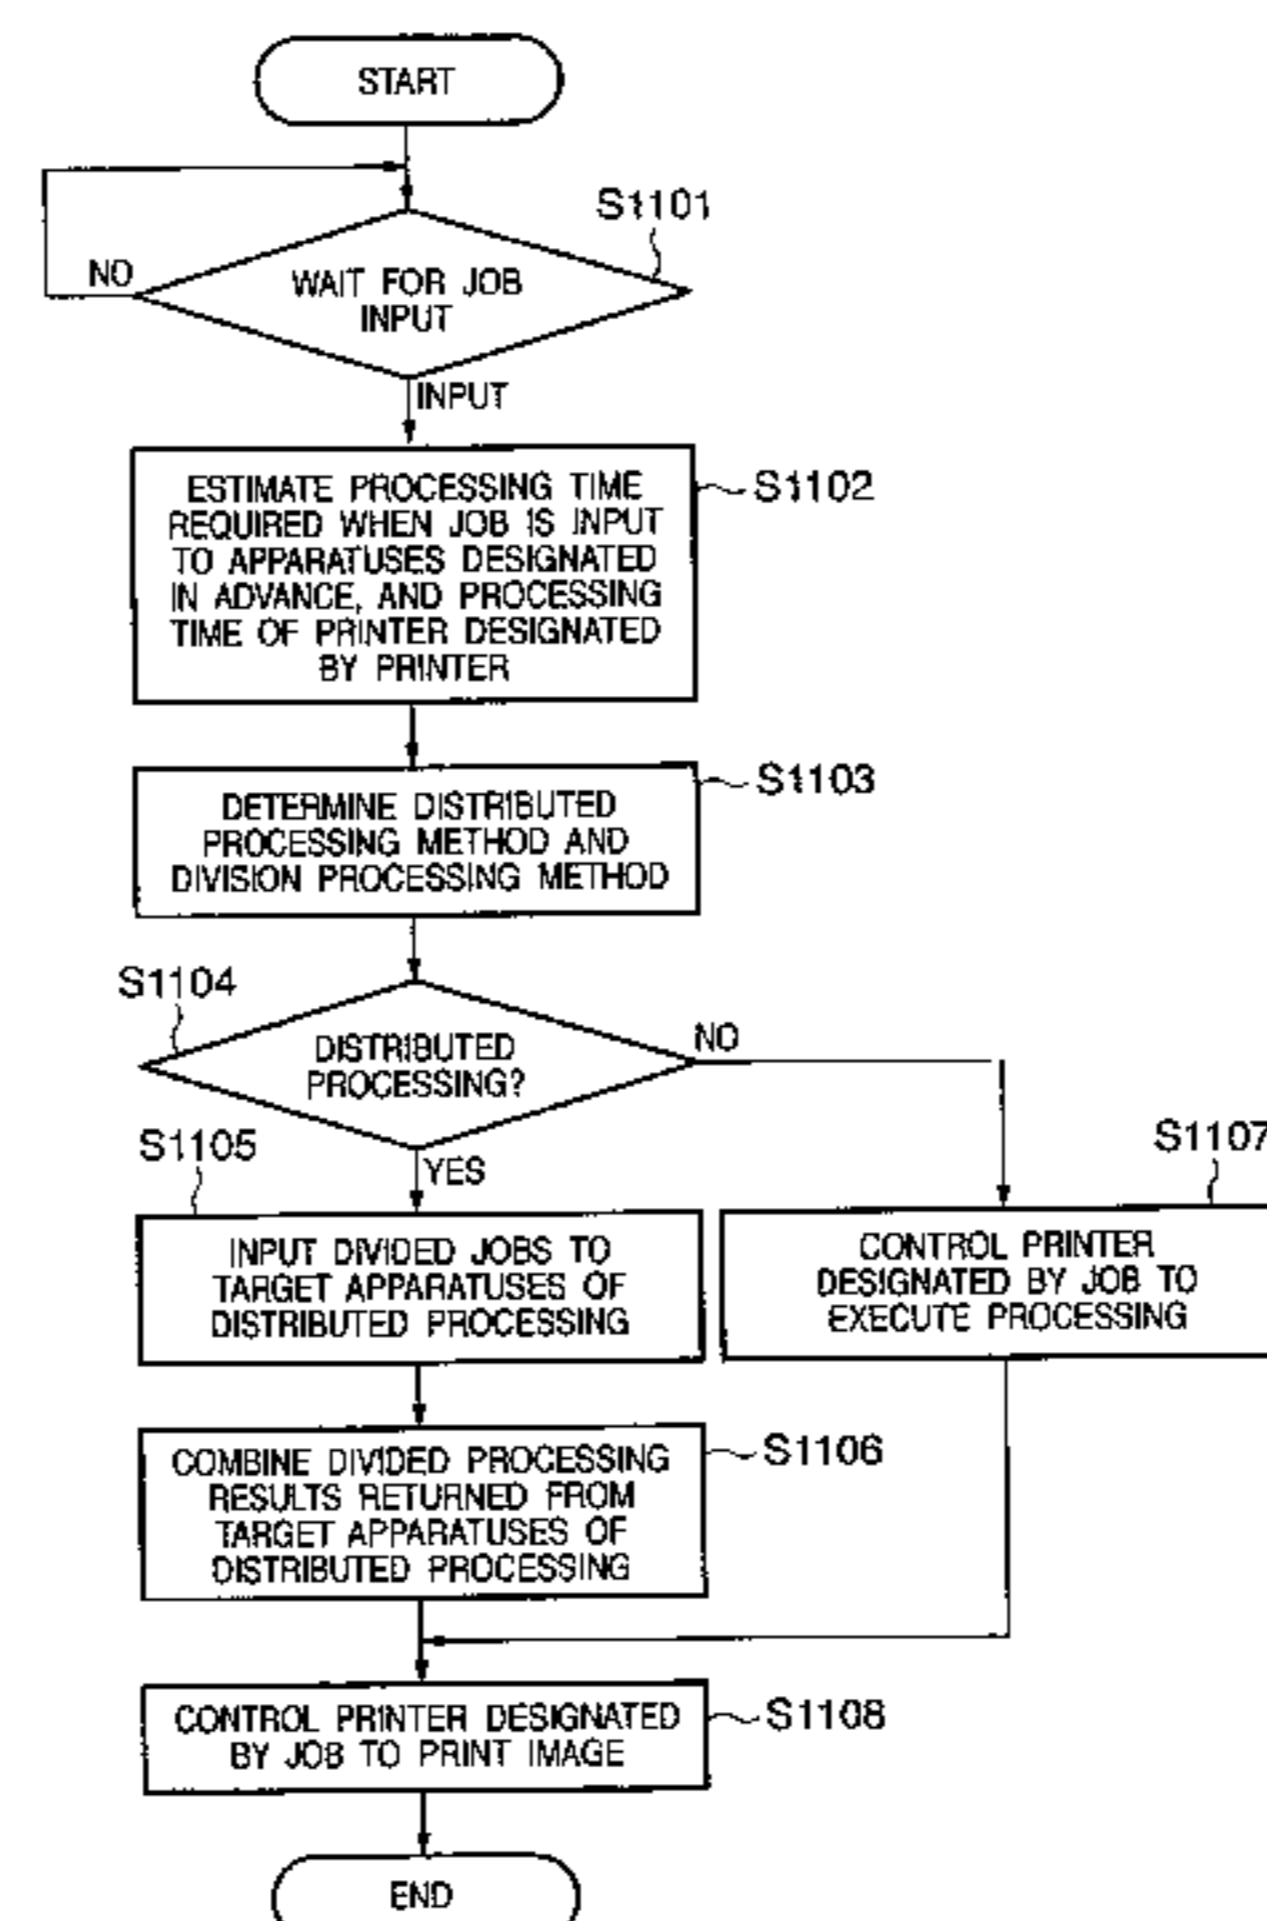 START
S1101
NO
WAIT FOR JOB
INPUT
INPUT
ESTIMATE PROCESSING TIME
REQUIRED WHEN JOB IS INPUT
TO APPARATUSES DESIGNATED
IN ADVANCE, AND PROCESSING
TIME OF PRINTER DESIGNATED
BY PRINTER
S1102
DETERMINE DISTRIBUTED
PROCESSING METHOD AND
DIVISION PROCESSING METHOD
S1103
S1104
DISTRIBUTED
PROCESSING?
NO
YES
S1105
INPUT DIVIDED JOBS TO
TARGET APPARATUSES OF
DISTRIBUTED PROCESSING
S1107
CONTROL PRINTER
DESIGNATED BY JOB TO
EXECUTE PROCESSING
COMBINE DIVIDED PROCESSING
RESULTS RETURNED FROM
TARGET APPARATUSES OF
DISTRIBUTED PROCESSING
S1106
CONTROL PRINTER DESIGNATED
BY JOB TO PRINT IMAGE
S1108
END